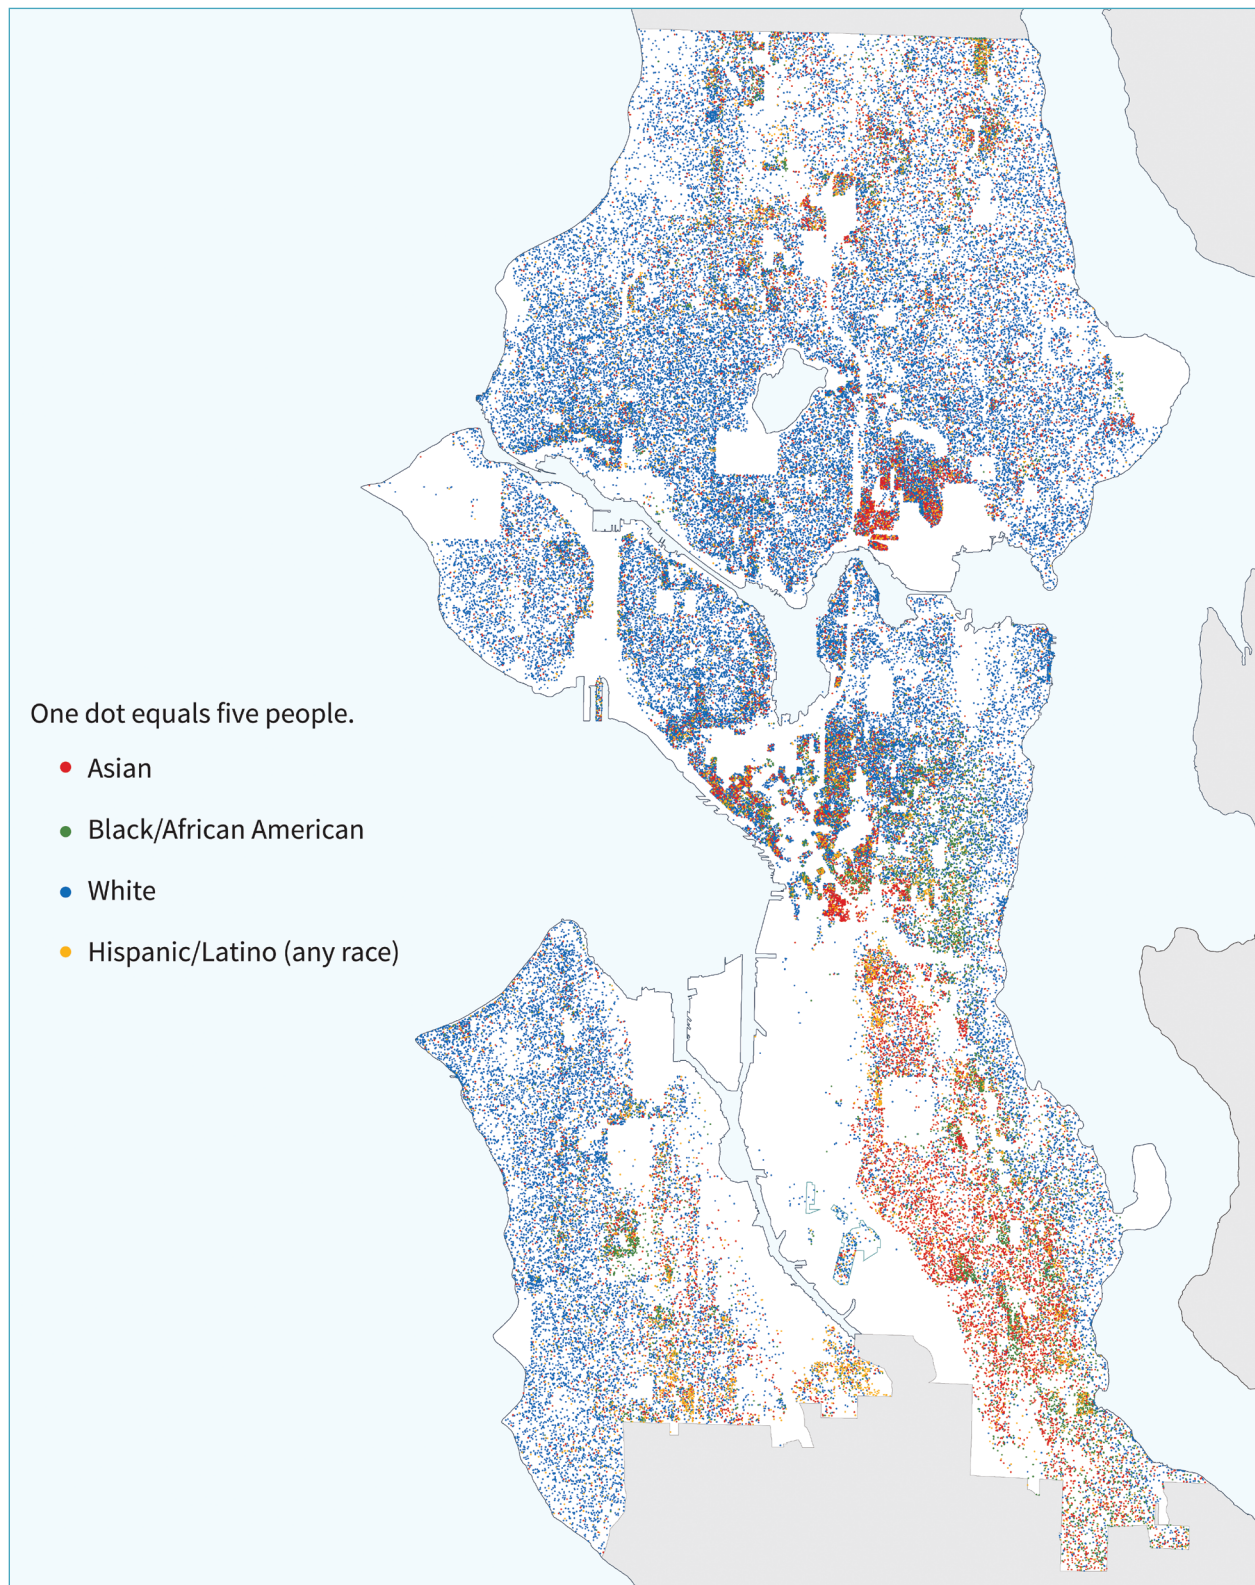 One dot equals five people.
Asian
Black/African American
White
Hispanic/Latino (any race)